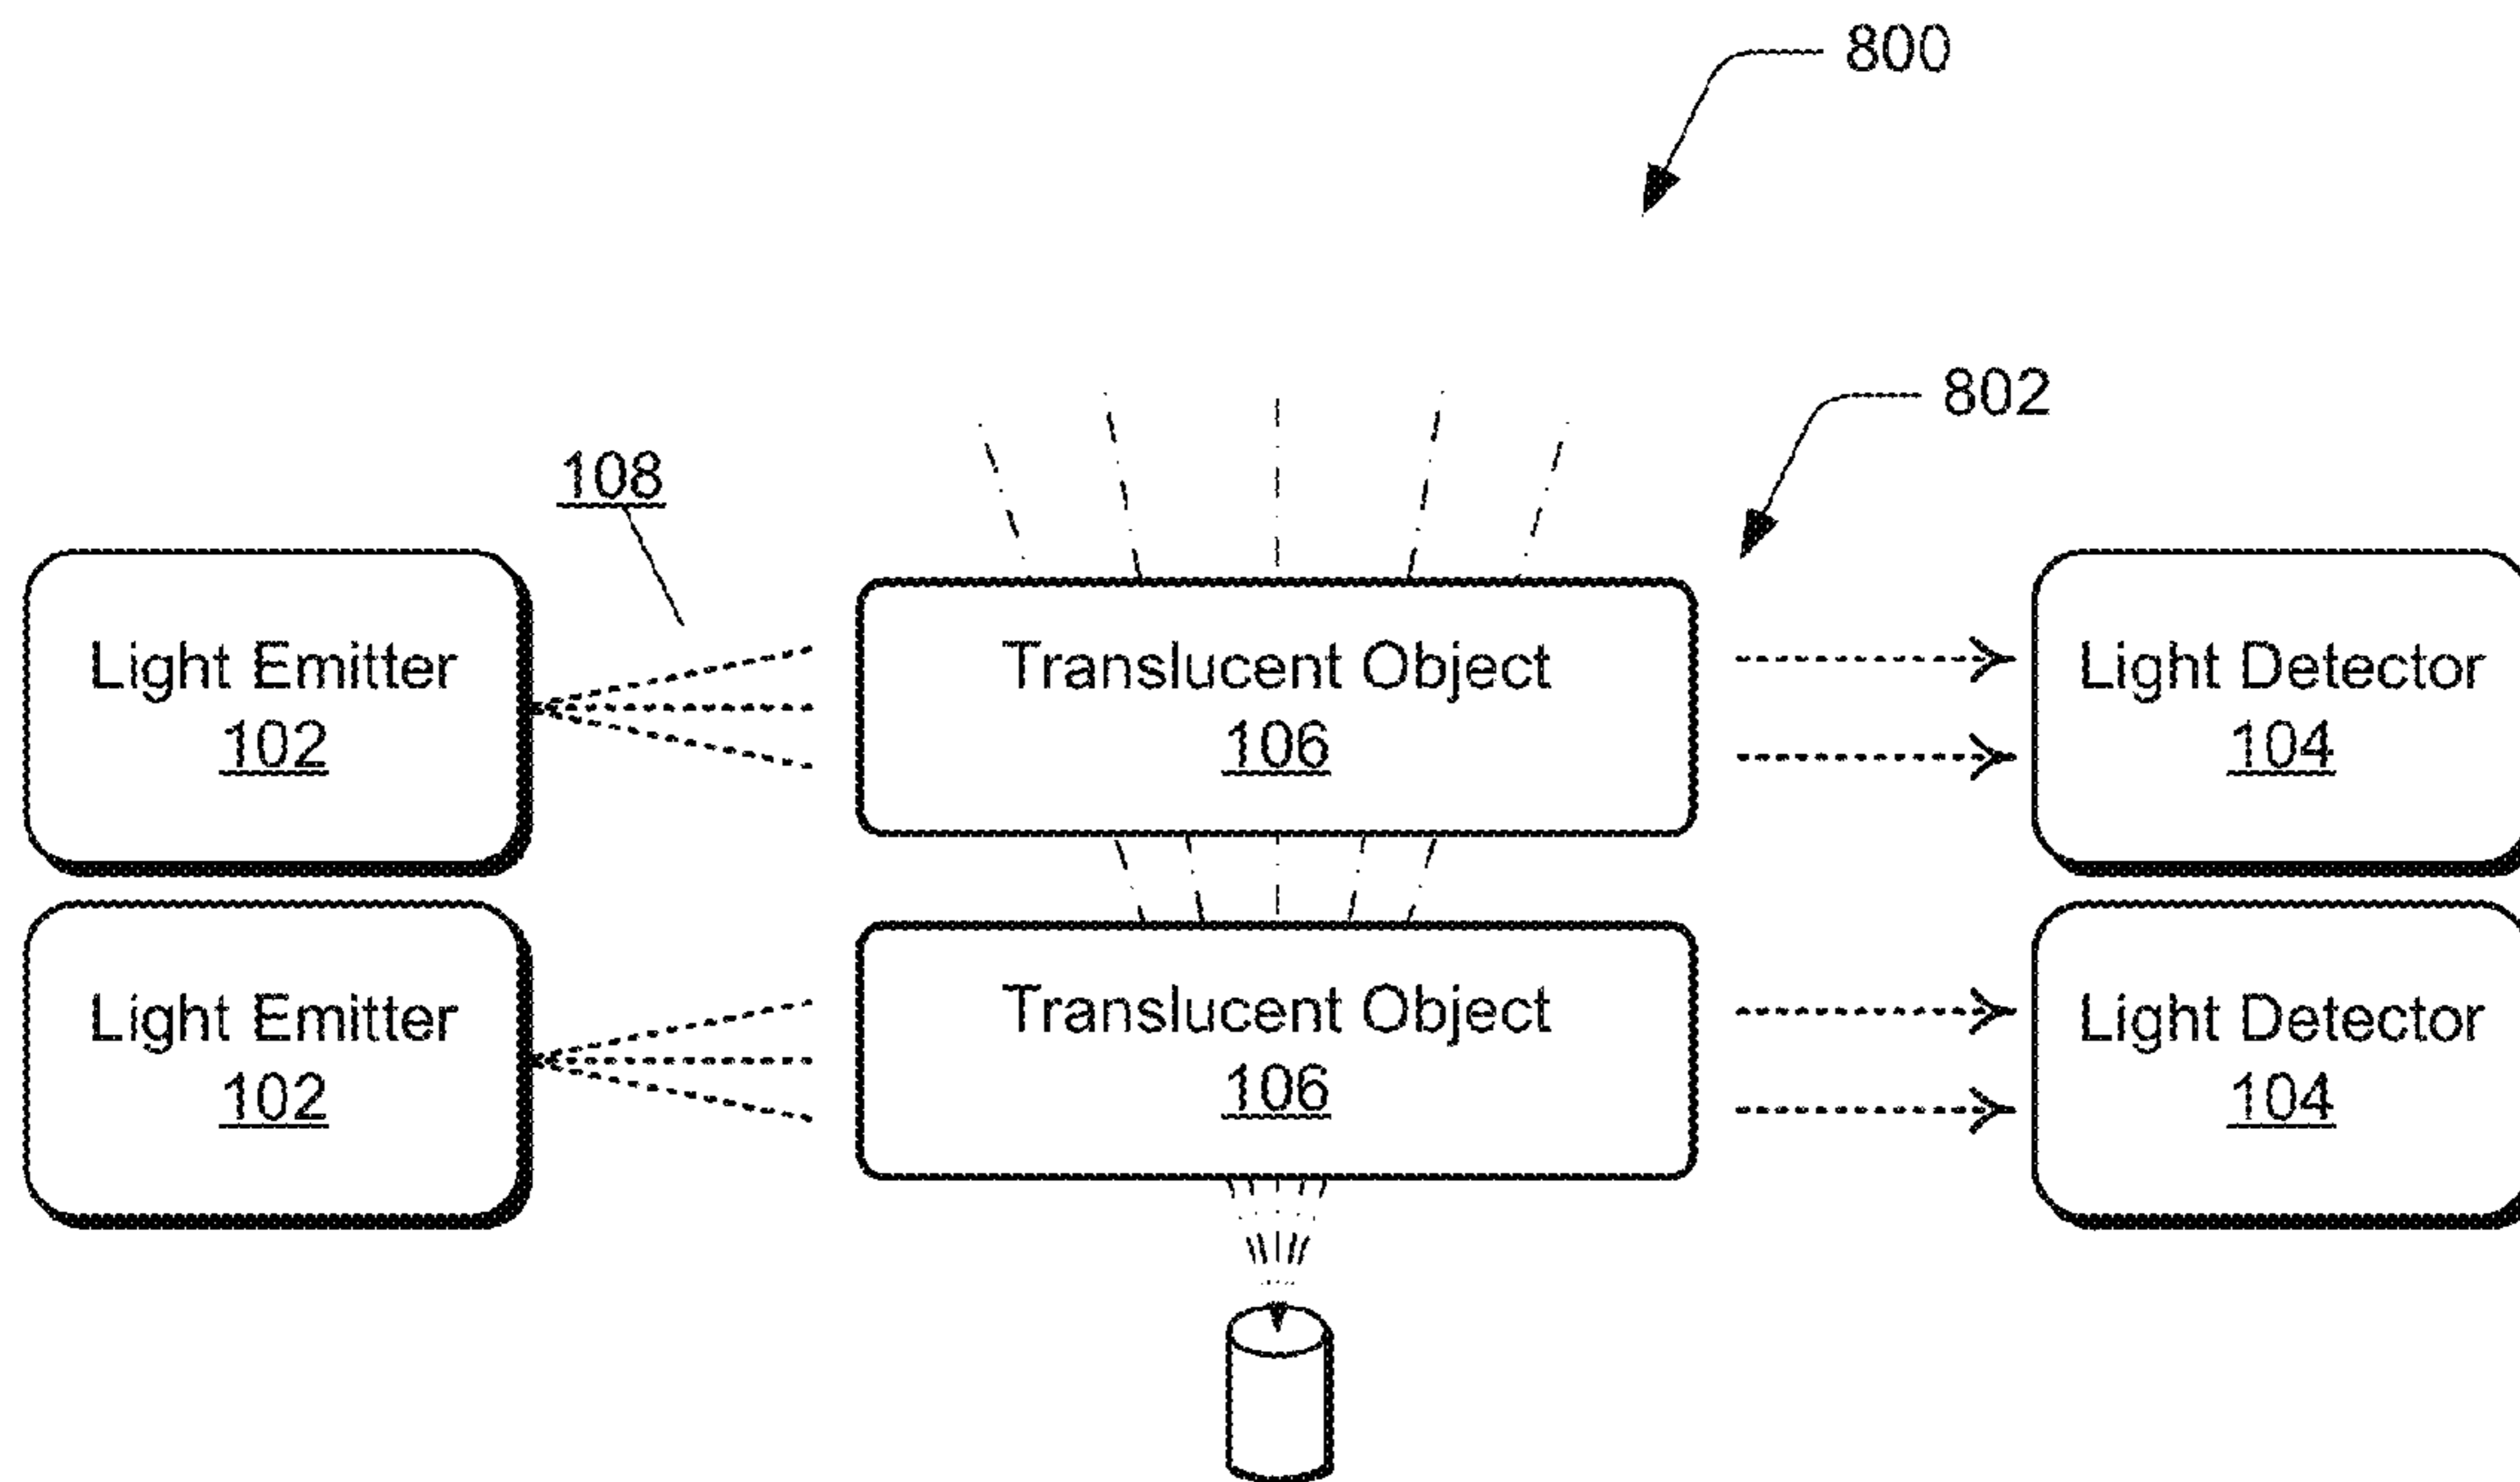 800
802
108
Light Emitter
102
Translucent Object
106
Light Detector
104
Light Emitter
102
Translucent Object
106
Light Detector
104